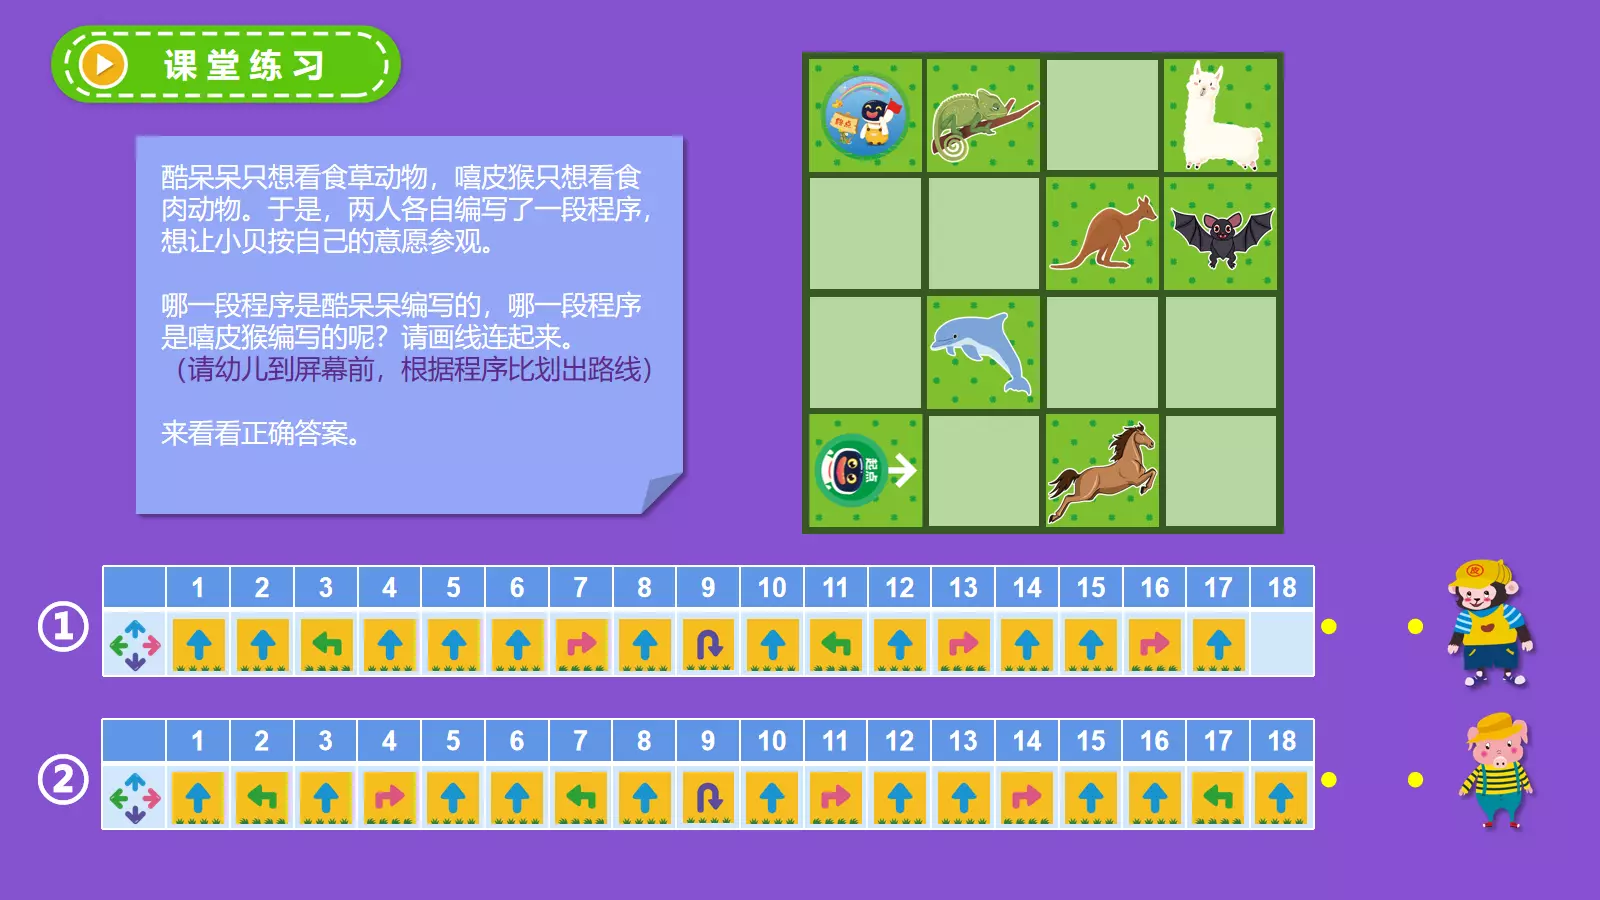 课堂练习
酷呆呆只想看食草动物，嘻皮猴只想看食
肉动物。于是，两人各自编写了一段程序，
想让小贝按自己的意愿参观。
哪一段程序是酷呆呆编写的，哪一段程序
是嘻皮猴编写的呢？请画线连起来。
（请幼儿到屏幕前，根据程序比划出路线）
来看看正确答案。
终点
起点
① 1 2 3 4 5 6 7 8 9 10 11 12 13 14 15 16 17 18
② 1 2 3 4 5 6 7 8 9 10 11 12 13 14 15 16 17 18